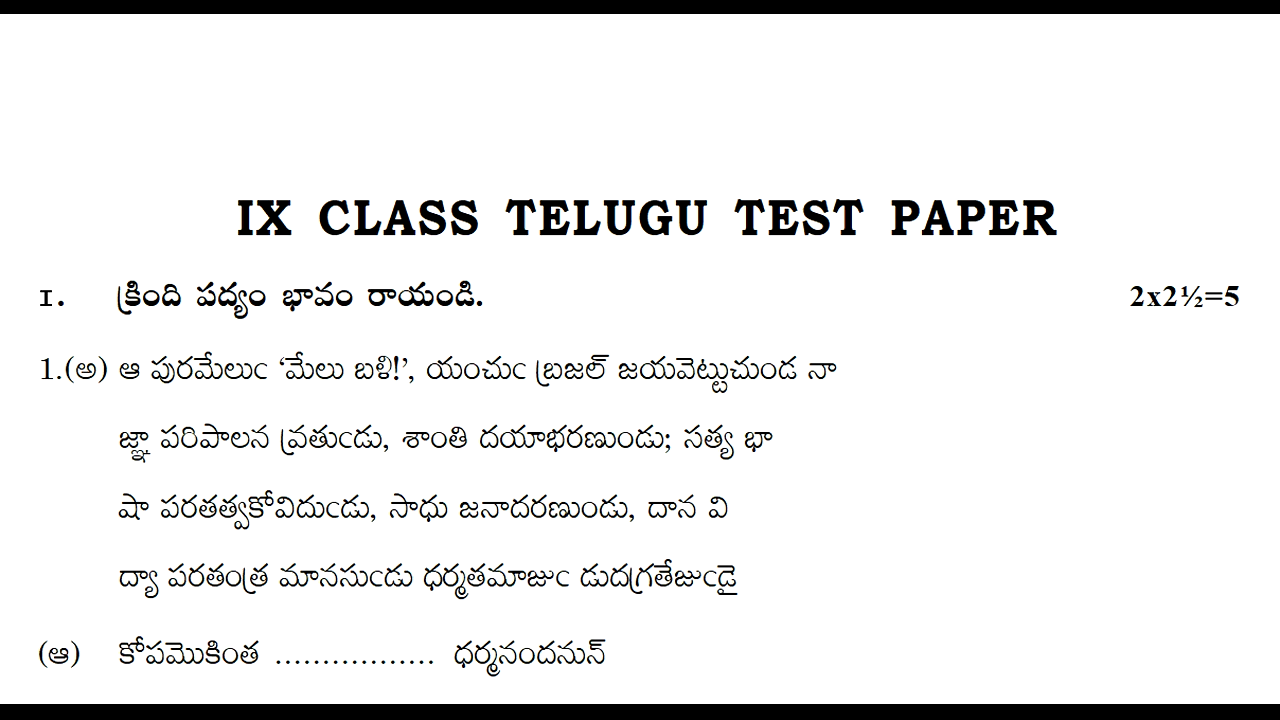 IX CLASS TELUGU TEST PAPER
I. క్రింది పద్యం భావం రాయండి. 2x2½=5
1.(అ) ఆ పురమేలుఁ ‘మేలు బళి!’, యంచుఁ బ్రజల్ జయవెట్టుచుండ నా
జ్ఞా పరిపాలన వ్రతుఁడు, శాంతి దయాభరణుండు; సత్య భా
షా పరతత్వకోవిదుఁడు, సాధు జనాదరణుండు, దాన వి
ద్యా పరతంత్ర మానసుఁడు ధర్మతమాజుఁ డుదగ్రతేజుఁడై
(ఆ) కోపమొకింత ................. ధర్మనందనున్